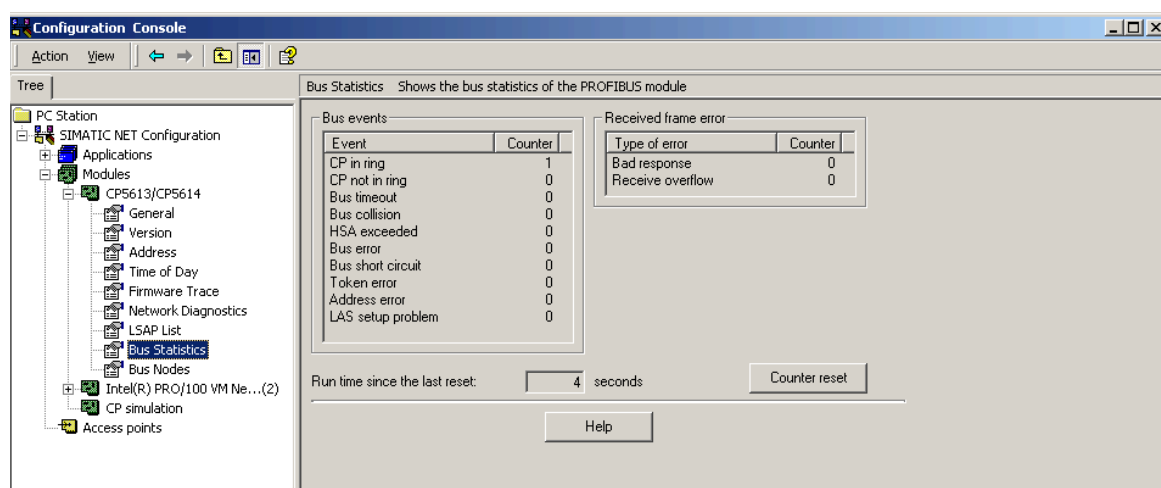 Configuration Console
Action View
Tree
Bus Statistics Shows the bus statistics of the PROFIBUS module
PC Station
SIMATIC NET Configuration
Applications
Modules
CP5613/CP5614
General
Version
Address
Time of Day
Firmware Trace
Network Diagnostics
LSAP List
Bus Statistics
Bus Nodes
Intel(R) PRO/100 VM Ne...(2)
CP simulation
Access points
Bus events
Event Counter
CP in ring 1
CP not in ring 0
Bus timeout 0
Bus collision 0
HSA exceeded 0
Bus error 0
Bus short circuit 0
Token error 0
Address error 0
LAS setup problem 0
Received frame error
Type of error Counter
Bad response 0
Receive overflow 0
Run time since the last reset: 4 seconds
Counter reset
Help